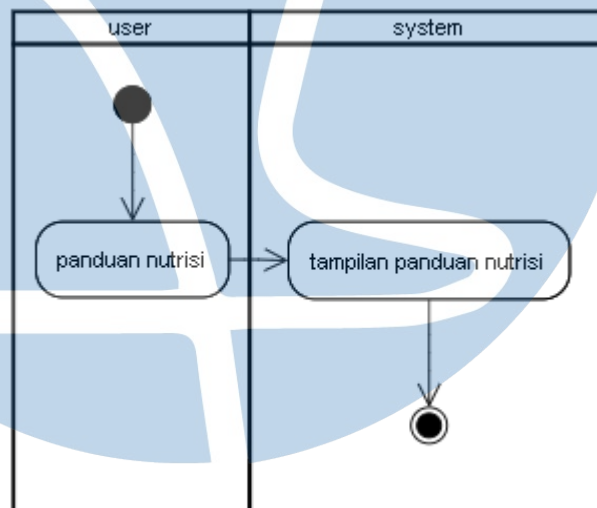 user
system
panduan nutrisi
tampilan panduan nutrisi